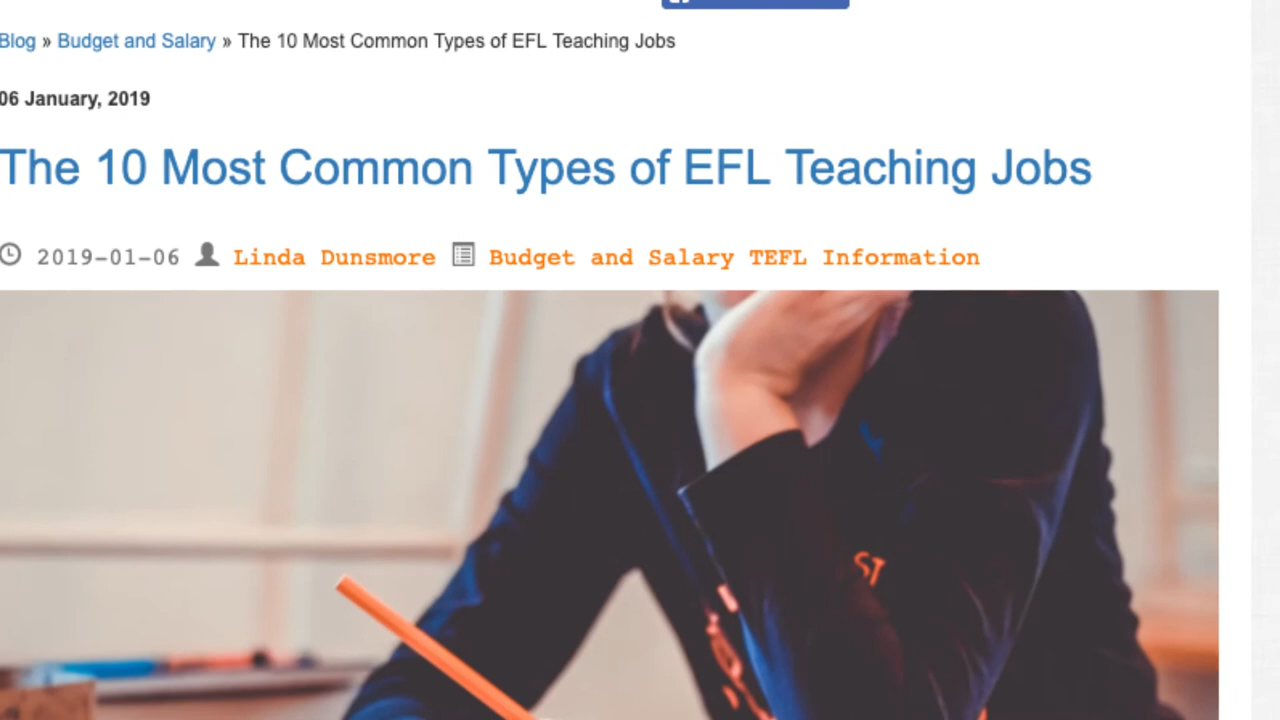 Blog » Budget and Salary » The 10 Most Common Types of EFL Teaching Jobs
06 January, 2019
The 10 Most Common Types of EFL Teaching Jobs
2019-01-06 Linda Dunsmore Budget and Salary TEFL Information
ST